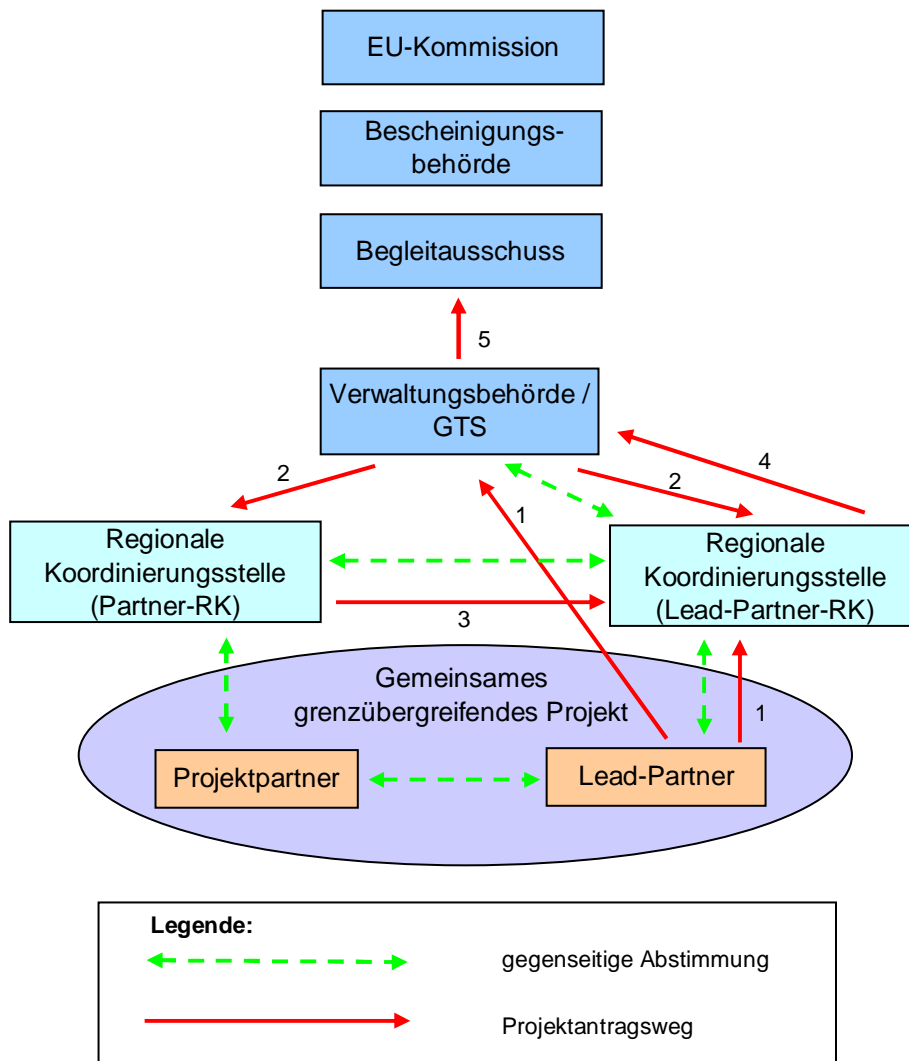 EU-Kommission
Bescheinigungs-
behörde
Begleitausschuss
5
Verwaltungsbehörde /
GTS
2
2
4
1
Regionale
Koordinierungsstelle
(Partner-RK)
Regionale
Koordinierungsstelle
(Lead-Partner-RK)
3
Gemeinsames
grenzübergreifendes Projekt
1
Projektpartner
Lead-Partner
Legende:
gegenseitige Abstimmung
Projektantragsweg